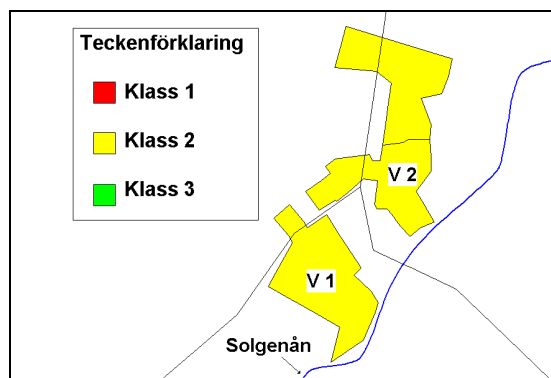 Teckenförklaring
Klass 1
Klass 2
Klass 3
V 2
V 1
Solgenån